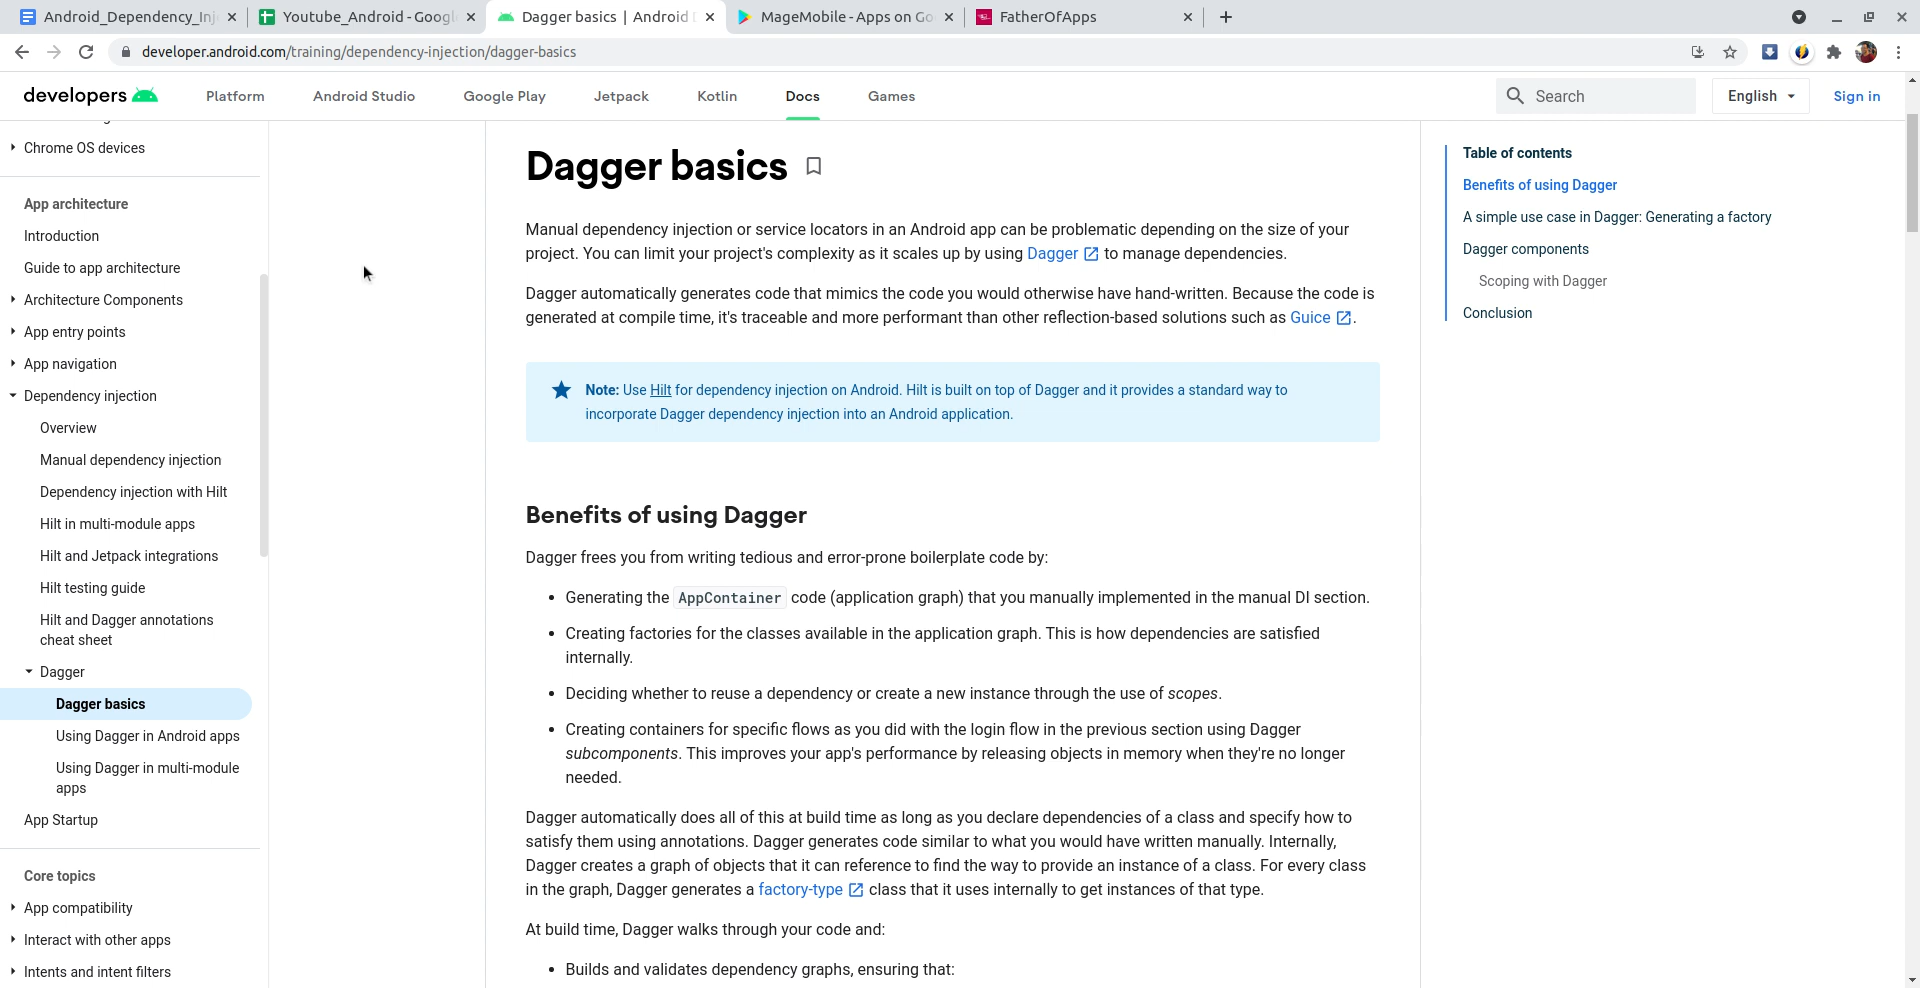 Android_Dependency_Inj
Youtube_Android - Googl
Dagger basics | Android
MageMobile - Apps on Go
FatherOfApps
developer.android.com/training/dependency-injection/dagger-basics
developers
Platform
Android Studio
Google Play
Jetpack
Kotlin
Docs
Games
Search
English
Sign in
Chrome OS devices
App architecture
Introduction
Guide to app architecture
Architecture Components
App entry points
App navigation
Dependency injection
Overview
Manual dependency injection
Dependency injection with Hilt
Hilt in multi-module apps
Hilt and Jetpack integrations
Hilt testing guide
Hilt and Dagger annotations
cheat sheet
Dagger
Dagger basics
Using Dagger in Android apps
Using Dagger in multi-module
apps
App Startup
Core topics
App compatibility
Interact with other apps
Intents and intent filters
Dagger basics
Manual dependency injection or service locators in an Android app can be problematic depending on the size of your
project. You can limit your project's complexity as it scales up by using Dagger to manage dependencies.
Dagger automatically generates code that mimics the code you would otherwise have hand-written. Because the code is
generated at compile time, it's traceable and more performant than other reflection-based solutions such as Guice.
Note: Use Hilt for dependency injection on Android. Hilt is built on top of Dagger and it provides a standard way to
incorporate Dagger dependency injection into an Android application.
Benefits of using Dagger
Dagger frees you from writing tedious and error-prone boilerplate code by:
• Generating the AppContainer code (application graph) that you manually implemented in the manual DI section.
• Creating factories for the classes available in the application graph. This is how dependencies are satisfied
internally.
• Deciding whether to reuse a dependency or create a new instance through the use of scopes.
• Creating containers for specific flows as you did with the login flow in the previous section using Dagger
subcomponents. This improves your app's performance by releasing objects in memory when they're no longer
needed.
Dagger automatically does all of this at build time as long as you declare dependencies of a class and specify how to
satisfy them using annotations. Dagger generates code similar to what you would have written manually. Internally,
Dagger creates a graph of objects that it can reference to find the way to provide an instance of a class. For every class
in the graph, Dagger generates a factory-type class that it uses internally to get instances of that type.
At build time, Dagger walks through your code and:
• Builds and validates dependency graphs, ensuring that:
Table of contents
Benefits of using Dagger
A simple use case in Dagger: Generating a factory
Dagger components
Scoping with Dagger
Conclusion